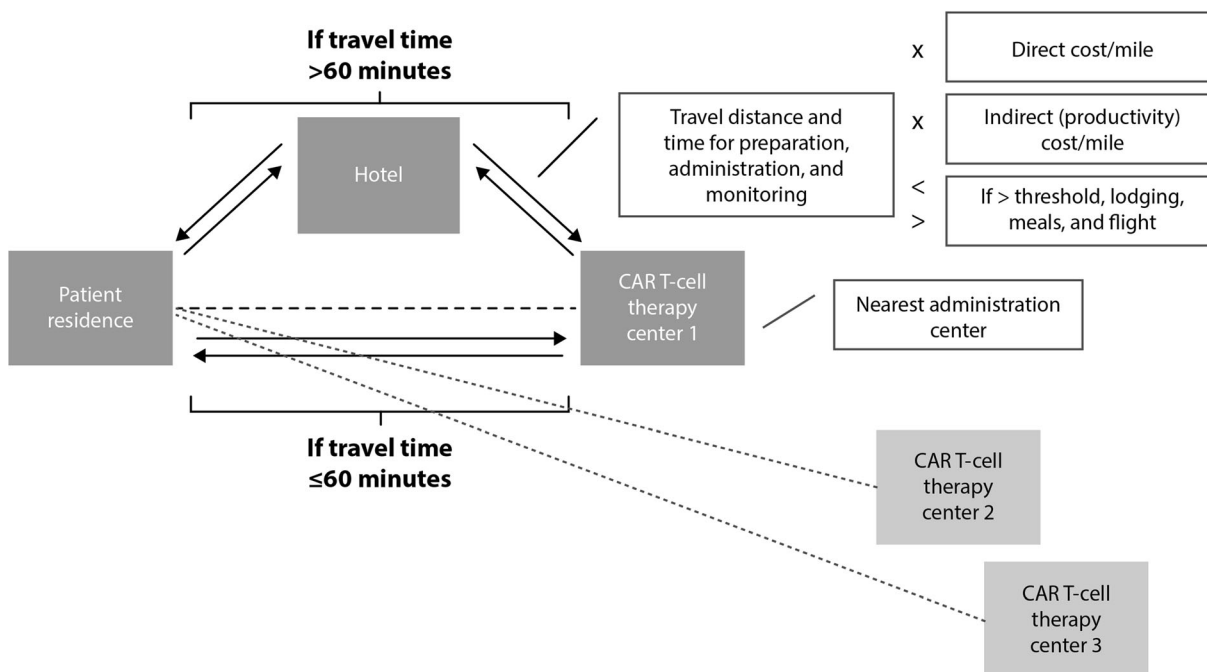 If travel time
>60 minutes
Hotel
Travel distance and
time for preparation,
administration, and
monitoring
x
Direct cost/mile
x
Indirect (productivity)
cost/mile
<
>
If > threshold, lodging,
meals, and flight
Patient
residence
CAR T-cell
therapy
center 1
Nearest administration
center
If travel time
≤60 minutes
CAR T-cell
therapy
center 2
CAR T-cell
therapy
center 3